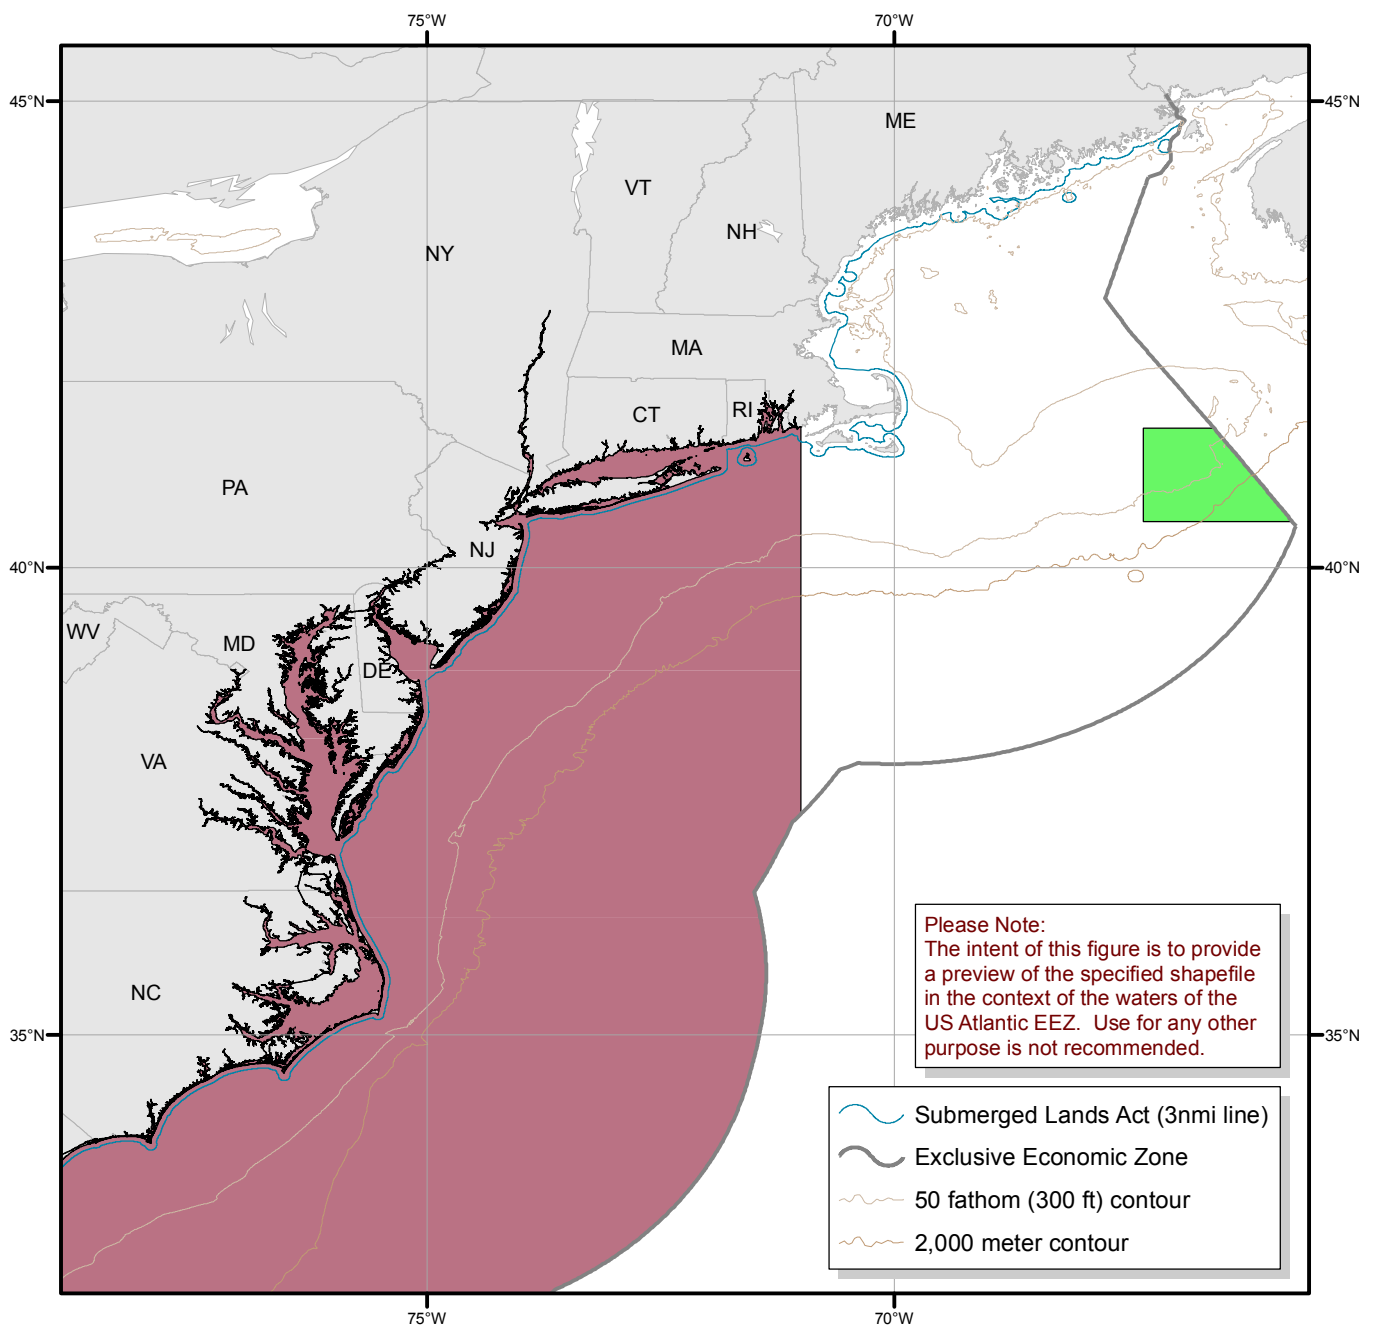 75°W
70°W
45°N
45°N
ME
VT
NH
NY
MA
CT
RI
PA
NJ
40°N
40°N
WV
MD
DE
VA
NC
35°N
35°N
Please Note:
The intent of this figure is to provide
a preview of the specified shapefile
in the context of the waters of the
US Atlantic EEZ.  Use for any other
purpose is not recommended.
Submerged Lands Act (3nmi line)
Exclusive Economic Zone
50 fathom (300 ft) contour
2,000 meter contour
75°W
70°W